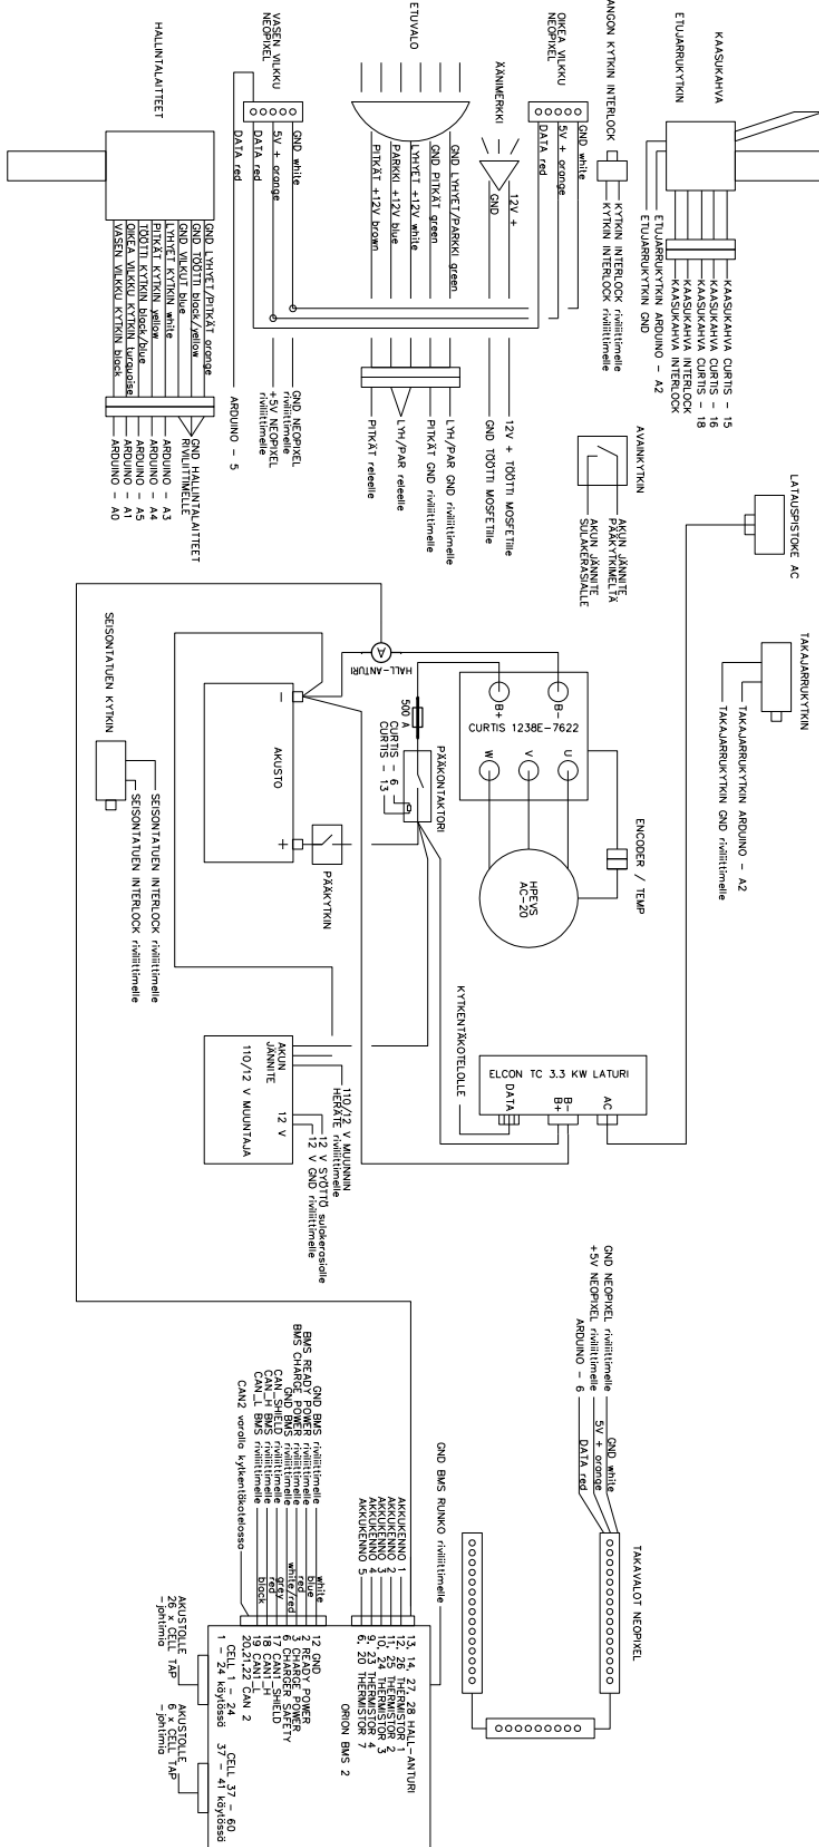 HALLINTALAITTEET
GND LYHYET/PITKÄT orange
GND TÖÖTTI black/yellow
GND VILKUT blue
LYHYET KYTKIN white
PITKÄT KYTKIN yellow
TÖÖTTI KYTKIN black/blue
OIKEA VILKKU KYTKIN turquoise
VASEN VILKKU KYTKIN black
GND HALLINTALAITTEET
RIVILIITTIMELLE
ARDUINO - A3
ARDUINO - A4
ARDUINO - A5
ARDUINO - A1
ARDUINO - A0
VASEN VILKKU
NEOPIXEL
GND white
5V + orange
DATA red
DATA red
GND NEOPIXEL
riviliittimelle
+5V NEOPIXEL
riviliittimelle
ARDUINO - 5
ETUVALO
GND LYHYET/PARKKI green
GND PITKÄT green
LYHYET +12V white
PARKKI +12V blue
PITKÄT +12V brown
LYH/PAR GND riviliittimelle
PITKÄT GND riviliittimelle
LYH/PAR releelle
PITKÄT releelle
ÄÄNIMERKKI
12V +
GND
12V + TÖÖTTI MOSFETille
GND TÖÖTTI MOSFETille
OIKEA VILKKU
NEOPIXEL
GND white
5V + orange
DATA red
ANGON KYTKIN INTERLOCK
KYTKIN INTERLOCK riviliittimelle
KYTKIN INTERLOCK riviliittimelle
KAASUKAHVA
ETUJARRUKYTKIN
KAASUKAHVA CURTIS - 15
KAASUKAHVA CURTIS - 16
KAASUKAHVA CURTIS - 18
KAASUKAHVA INTERLOCK
KAASUKAHVA INTERLOCK
ETUJARRUKYTKIN ARDUINO - A2
ETUJARRUKYTKIN GND
AVAINKYTKIN
AKUN JÄNNITE
PÄÄKYTKIMELTÄ
AKUN JÄNNITE
SULAKERASIALLE
LATAUSPISTOKE AC
TAKAJARRUKYTKIN
TAKAJARRUKYTKIN ARDUINO - A2
TAKAJARRUKYTKIN GND riviliittimelle
SEISONTATUEN KYTKIN
SEISONTATUEN INTERLOCK riviliittimelle
SEISONTATUEN INTERLOCK riviliittimelle
AKUSTO
-
+
PÄÄKYTKIN
A
HALL-ANTURI
500 A
CURTIS - 6
CURTIS - 13
PÄÄKONTAKTORI
B+
B-
CURTIS 1238E-7622
W
V
U
HPEVS
AC-20
ENCODER / TEMP
KYTKENTÄKOTELOLLE
ELCON TC 3.3 KW LATURI
DATA
B+
B-
AC
AKUN
JÄNNITE
12 V
110/12 V MUUNTAJA
110/12 V MUUNNIN
HERÄTE riviliittimelle
12 V SYÖTTÖ sulakerasialle
12 V GND riviliittimelle
GND NEOPIXEL riviliittimelle
+5V NEOPIXEL riviliittimelle
ARDUINO - 6
GND white
5V + orange
DATA red
TAKAVALOT NEOPIXEL
GND BMS RUNKO riviliittimelle
AKKUKENNO 1
AKKUKENNO 2
AKKUKENNO 3
AKKUKENNO 4
AKKUKENNO 5
GND BMS riviliittimelle
BMS READY POWER riviliittimelle
BMS CHARGE POWER riviliittimelle
GND BMS riviliittimelle
CAN_SHIELD riviliittimelle
CAN_H BMS riviliittimelle
CAN_L BMS riviliittimelle
CAN2 varalla kytkentäkotelossa
white
blue
red
white/red
grey
red
black
13, 14, 27, 28 HALL-ANTURI
12, 26 THERMISTOR 1
11, 25 THERMISTOR 2
10, 24 THERMISTOR 3
9, 23 THERMISTOR 4
6, 20 THERMISTOR 7
ORION BMS 2
12 GND
2 READY POWER
3 CHARGE POWER
6 CHARGER SAFETY
17 CAN1_SHIELD
18 CAN1_H
19 CAN1_L
20,21,22 CAN 2
CELL 1 - 24
1 - 24 käytössä
CELL 37 - 60
37 - 41 käytössä
AKUSTOLLE
26 x CELL TAP
-johtimia
AKUSTOLLE
6 x CELL TAP
-johtimia